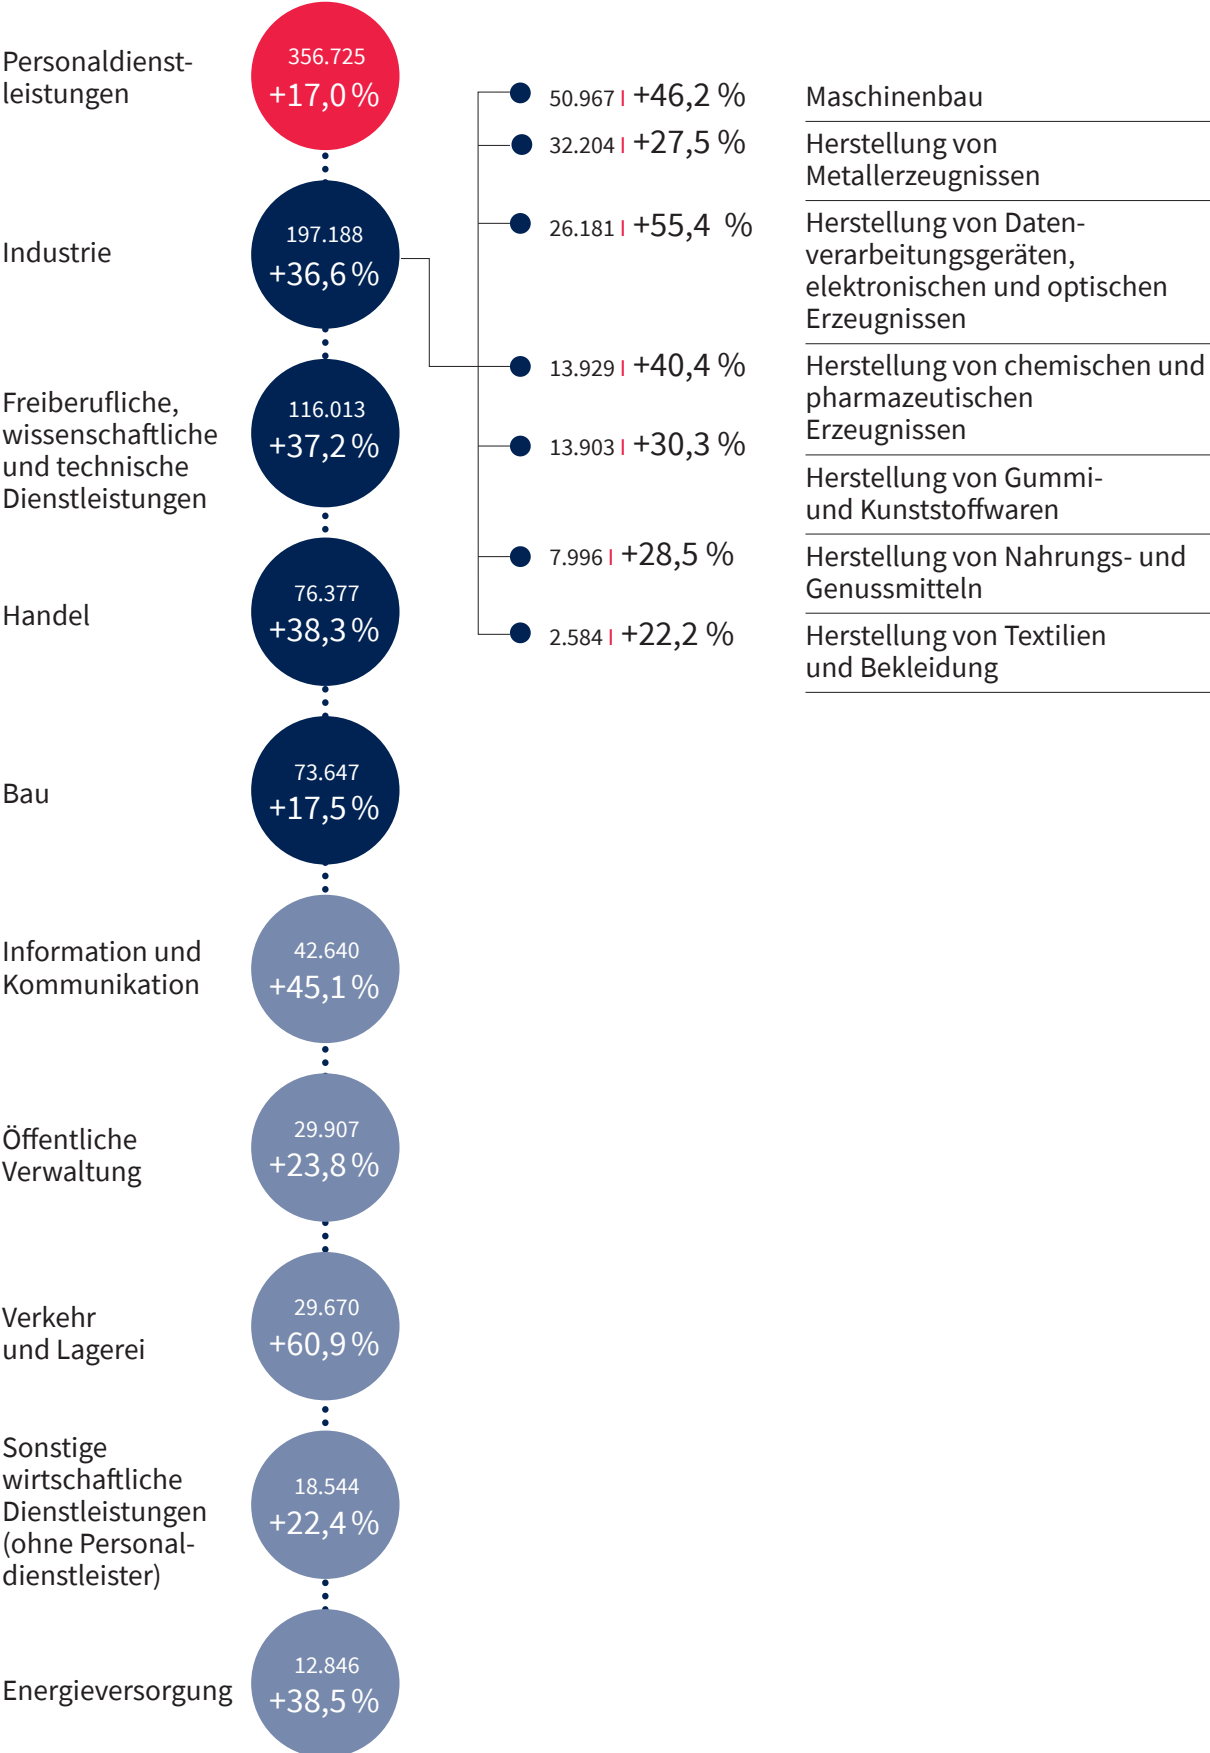 Personaldienst-
leistungen
356.725
+17,0 %
Industrie
197.188
+36,6 %
50.967 | +46,2 % Maschinenbau
32.204 | +27,5 % Herstellung von
Metallerzeugnissen
26.181 | +55,4 % Herstellung von Daten-
verarbeitungsgeräten,
elektronischen und optischen
Erzeugnissen
13.929 | +40,4 % Herstellung von chemischen und
pharmazeutischen
Erzeugnissen
13.903 | +30,3 %
Herstellung von Gummi-
und Kunststoffwaren
7.996 | +28,5 % Herstellung von Nahrungs- und
Genussmitteln
2.584 | +22,2 % Herstellung von Textilien
und Bekleidung
Freiberufliche,
wissenschaftliche
und technische
Dienstleistungen
116.013
+37,2 %
Handel
76.377
+38,3 %
Bau
73.647
+17,5 %
Information und
Kommunikation
42.640
+45,1 %
Öffentliche
Verwaltung
29.907
+23,8 %
Verkehr
und Lagerei
29.670
+60,9 %
Sonstige
wirtschaftliche
Dienstleistungen
(ohne Personal-
dienstleister)
18.544
+22,4 %
Energieversorgung
12.846
+38,5 %